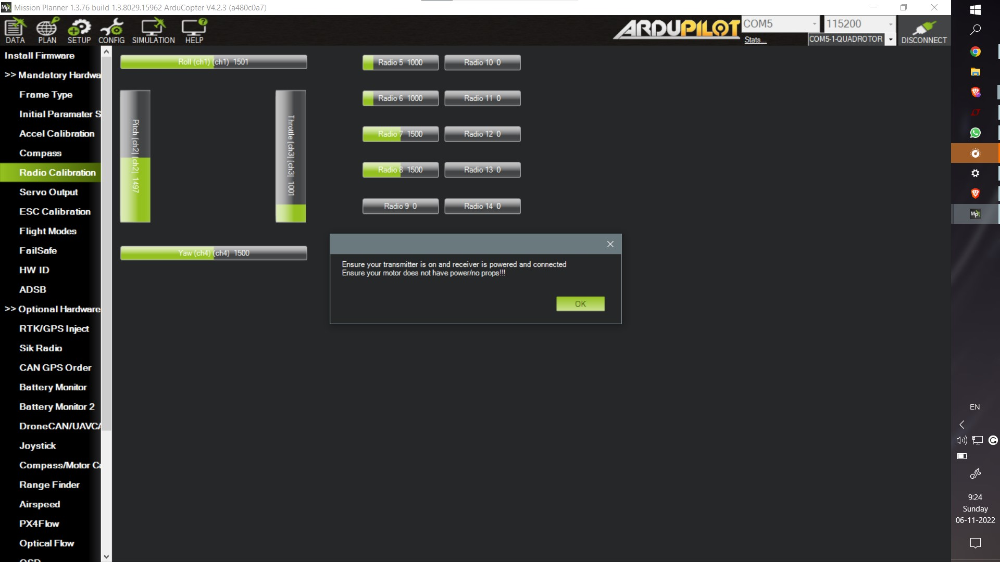 Mission Planner 1.3.76 build 1.3.8029.15962 ArduCopter V4.2.3 (a480c0a7)
DATA
PLAN
SETUP
CONFIG
SIMULATION
HELP
ARDUPILOT
COM5
115200
Stats...
COM5-1-QUADROTOR
DISCONNECT
Install Firmware
>> Mandatory Hardwa
Frame Type
Initial Paramater S
Accel Calibration
Compass
Radio Calibration
Servo Output
ESC Calibration
Flight Modes
FailSafe
HW ID
ADSB
>> Optional Hardware
RTK/GPS Inject
Sik Radio
CAN GPS Order
Battery Monitor
Battery Monitor 2
DroneCAN/UAVCA
Joystick
Compass/Motor Ca
Range Finder
Airspeed
PX4Flow
Optical Flow
OSD
Roll (ch1) (ch1) 1501
Pitch (ch2) (ch2) 1497
Throttle (ch3) (ch3) 1001
Yaw (ch4) (ch4) 1500
Radio 5 1000
Radio 10 0
Radio 6 1000
Radio 11 0
Radio 7 1500
Radio 12 0
Radio 8 1500
Radio 13 0
Radio 9 0
Radio 14 0
Ensure your transmitter is on and receiver is powered and connected
Ensure your motor does not have power/no props!!!
OK
EN
9:24
Sunday
06-11-2022